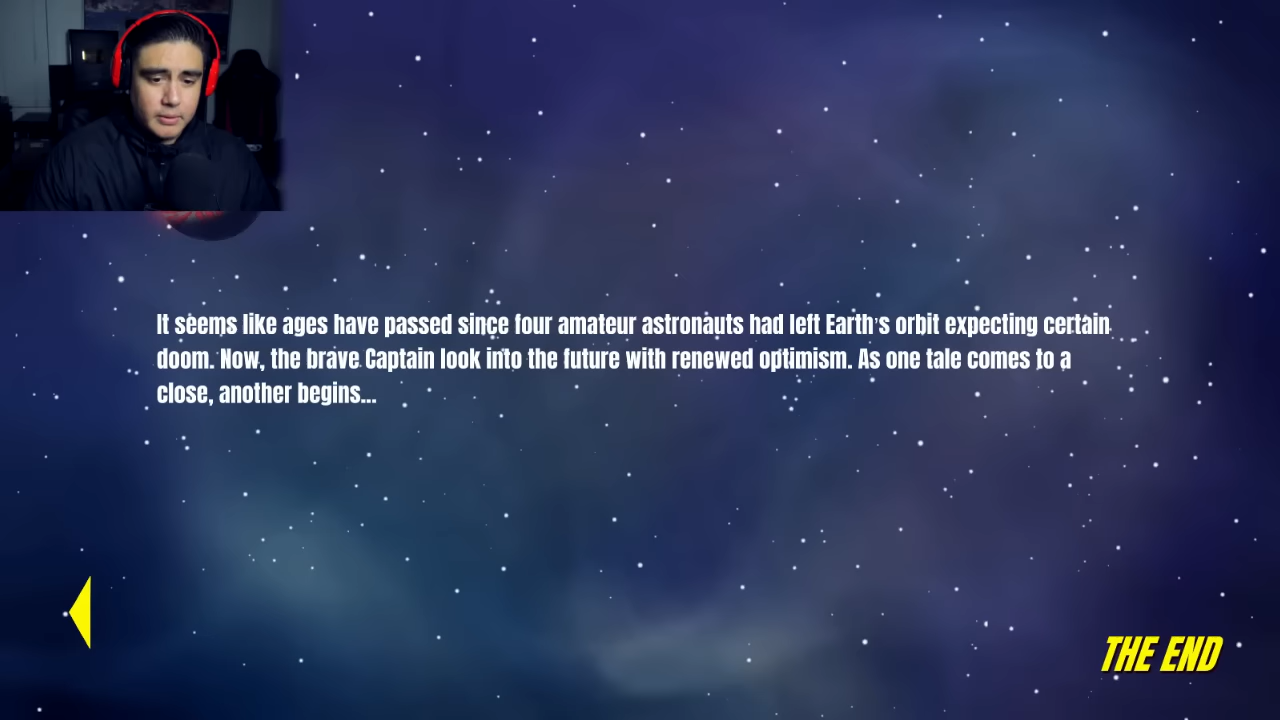 It seems like ages have passed since four amateur astronauts had left Earth's orbit expecting certain
doom. Now, the brave Captain look into the future with renewed optimism. As one tale comes to a
close, another begins...
THE END